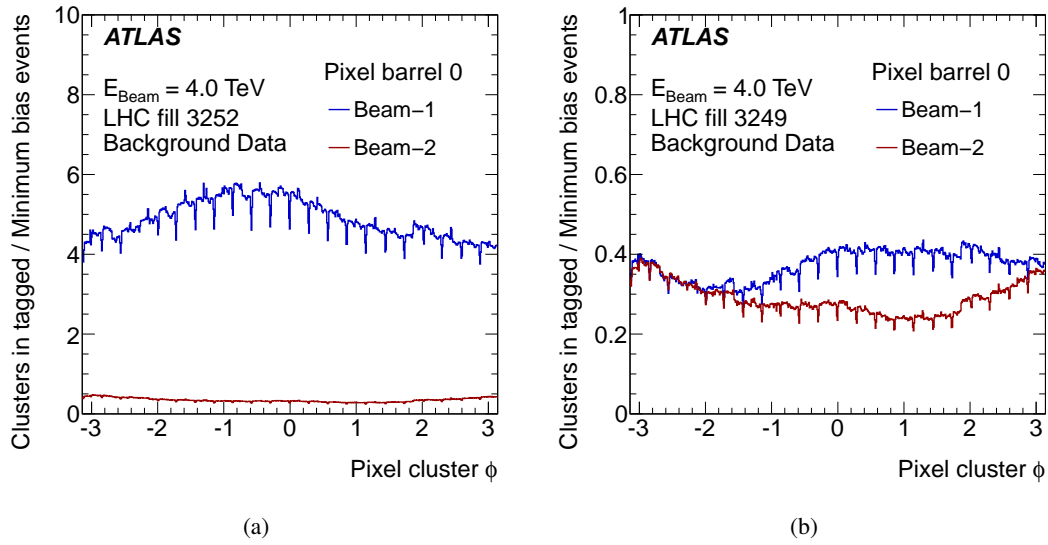 Clusters in tagged / Minimum bias events
10
8
6
4
2
0
ATLAS
E_Beam = 4.0 TeV
LHC fill 3252
Background Data
Pixel barrel 0
Beam−1
Beam−2
-3 -2 -1 0 1 2 3
Pixel cluster ϕ
(a)
Clusters in tagged / Minimum bias events
1
0.8
0.6
0.4
0.2
0
ATLAS
E_Beam = 4.0 TeV
LHC fill 3249
Background Data
Pixel barrel 0
Beam−1
Beam−2
-3 -2 -1 0 1 2 3
Pixel cluster ϕ
(b)